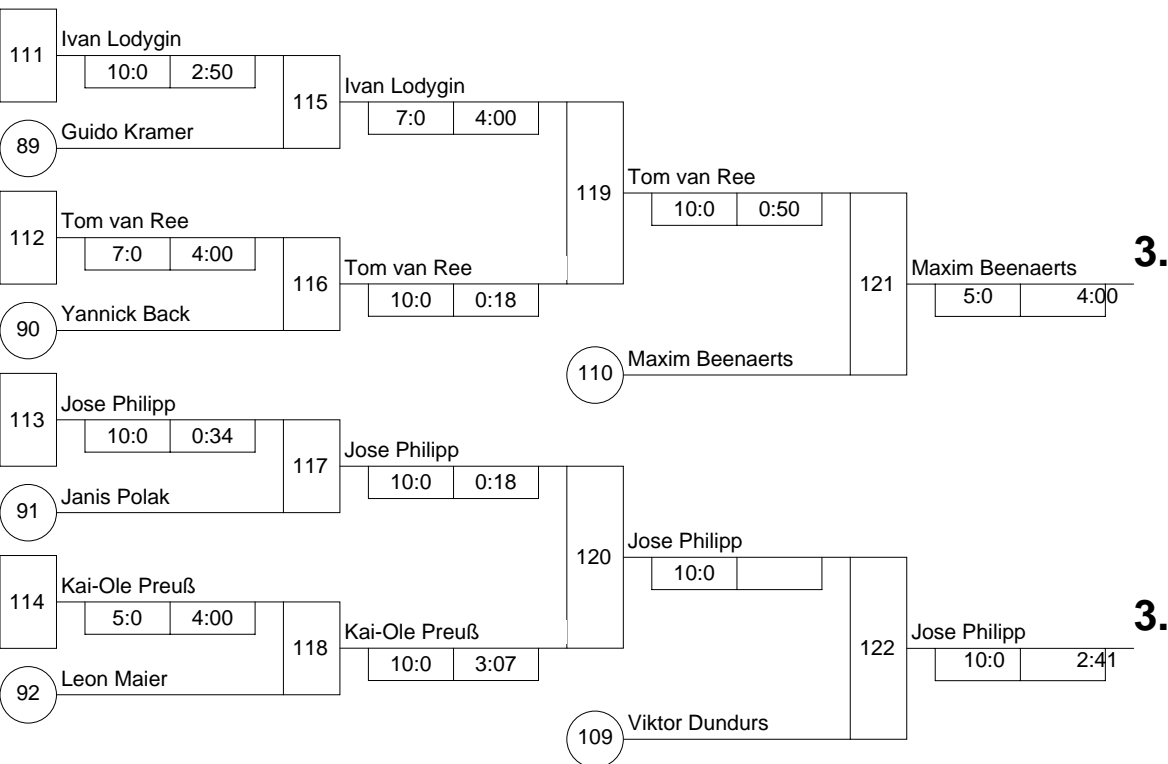 111
Ivan Lodygin
10:0 2:50
89
Guido Kramer
115
Ivan Lodygin
7:0 4:00
112
Tom van Ree
7:0 4:00
90
Yannick Back
116
Tom van Ree
10:0 0:18
119
Tom van Ree
10:0 0:50
110
Maxim Beenaerts
121
Maxim Beenaerts
5:0 4:00
3.
113
Jose Philipp
10:0 0:34
91
Janis Polak
117
Jose Philipp
10:0 0:18
114
Kai-Ole Preuß
5:0 4:00
92
Leon Maier
118
Kai-Ole Preuß
10:0 3:07
120
Jose Philipp
10:0
109
Viktor Dundurs
122
Jose Philipp
10:0 2:41
3.